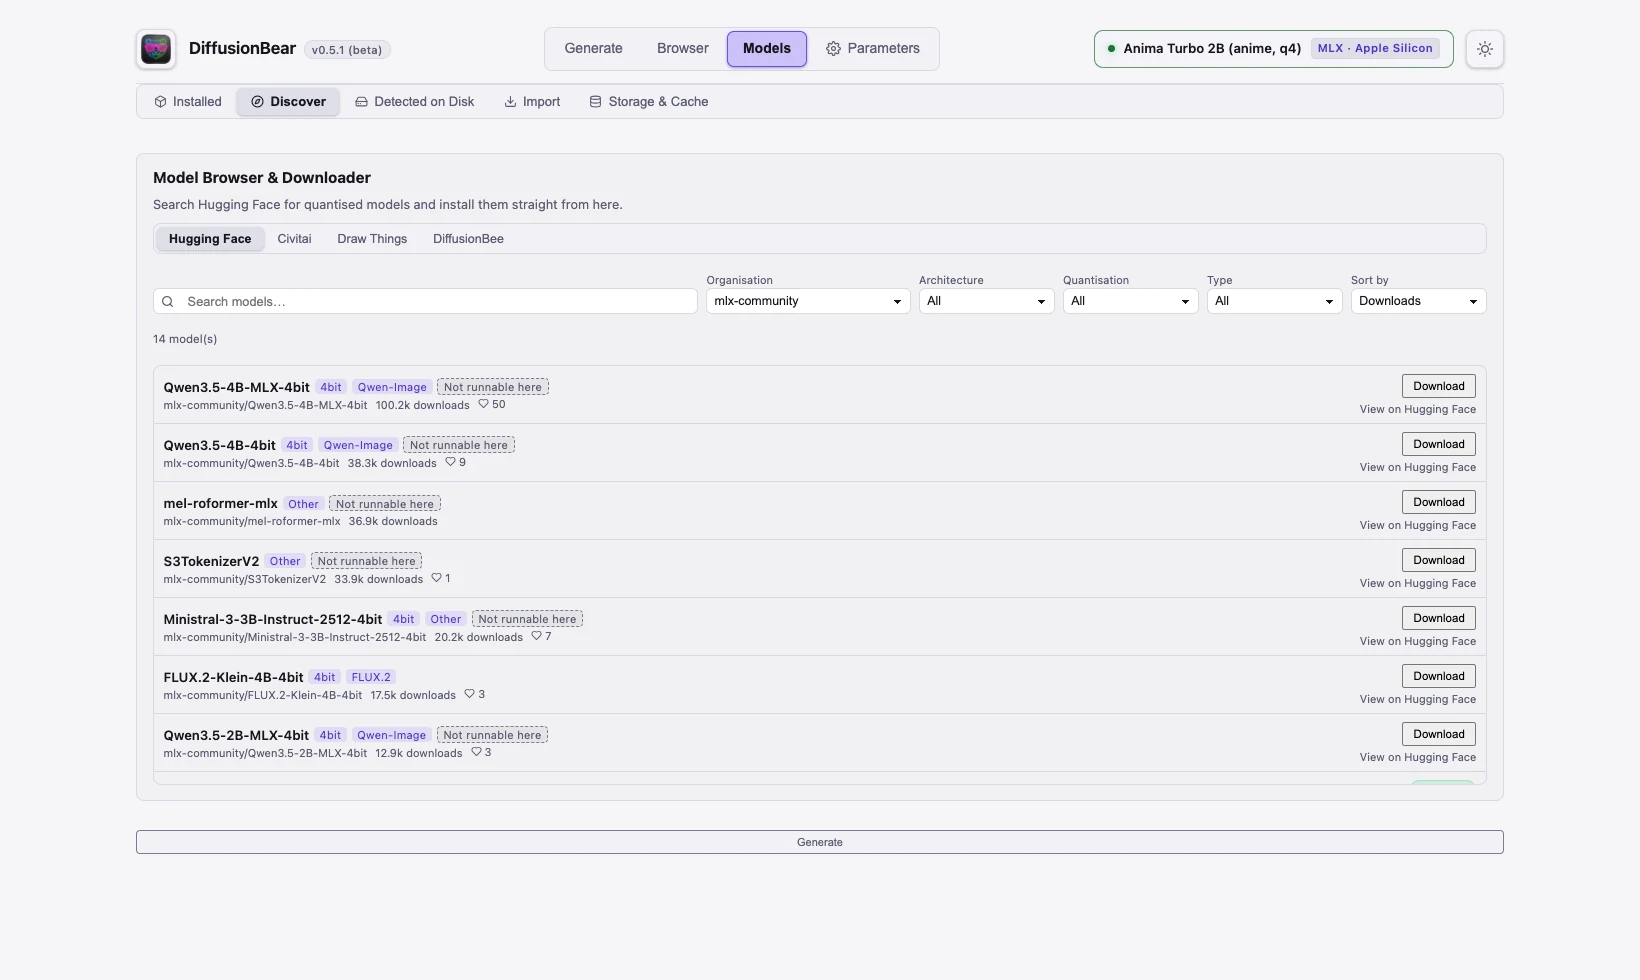 DiffusionBear v0.5.1 (beta)
Generate Browser Models Parameters
Anima Turbo 2B (anime, q4) MLX · Apple Silicon
Installed Discover Detected on Disk Import Storage & Cache
Model Browser & Downloader
Search Hugging Face for quantised models and install them straight from here.
Hugging Face Civitai Draw Things DiffusionBee
Organisation Architecture Quantisation Type Sort by
Search models... mlx-community All All All Downloads
14 model(s)
Qwen3.5-4B-MLX-4bit 4bit Qwen-Image Not runnable here Download
mlx-community/Qwen3.5-4B-MLX-4bit 100.2k downloads 50 View on Hugging Face
Qwen3.5-4B-4bit 4bit Qwen-Image Not runnable here Download
mlx-community/Qwen3.5-4B-4bit 38.3k downloads 9 View on Hugging Face
mel-roformer-mlx Other Not runnable here Download
mlx-community/mel-roformer-mlx 36.9k downloads View on Hugging Face
S3TokenizerV2 Other Not runnable here Download
mlx-community/S3TokenizerV2 33.9k downloads 1 View on Hugging Face
Ministral-3-3B-Instruct-2512-4bit 4bit Other Not runnable here Download
mlx-community/Ministral-3-3B-Instruct-2512-4bit 20.2k downloads 7 View on Hugging Face
FLUX.2-Klein-4B-4bit 4bit FLUX.2 Download
mlx-community/FLUX.2-Klein-4B-4bit 17.5k downloads 3 View on Hugging Face
Qwen3.5-2B-MLX-4bit 4bit Qwen-Image Not runnable here Download
mlx-community/Qwen3.5-2B-MLX-4bit 12.9k downloads 3 View on Hugging Face
Generate